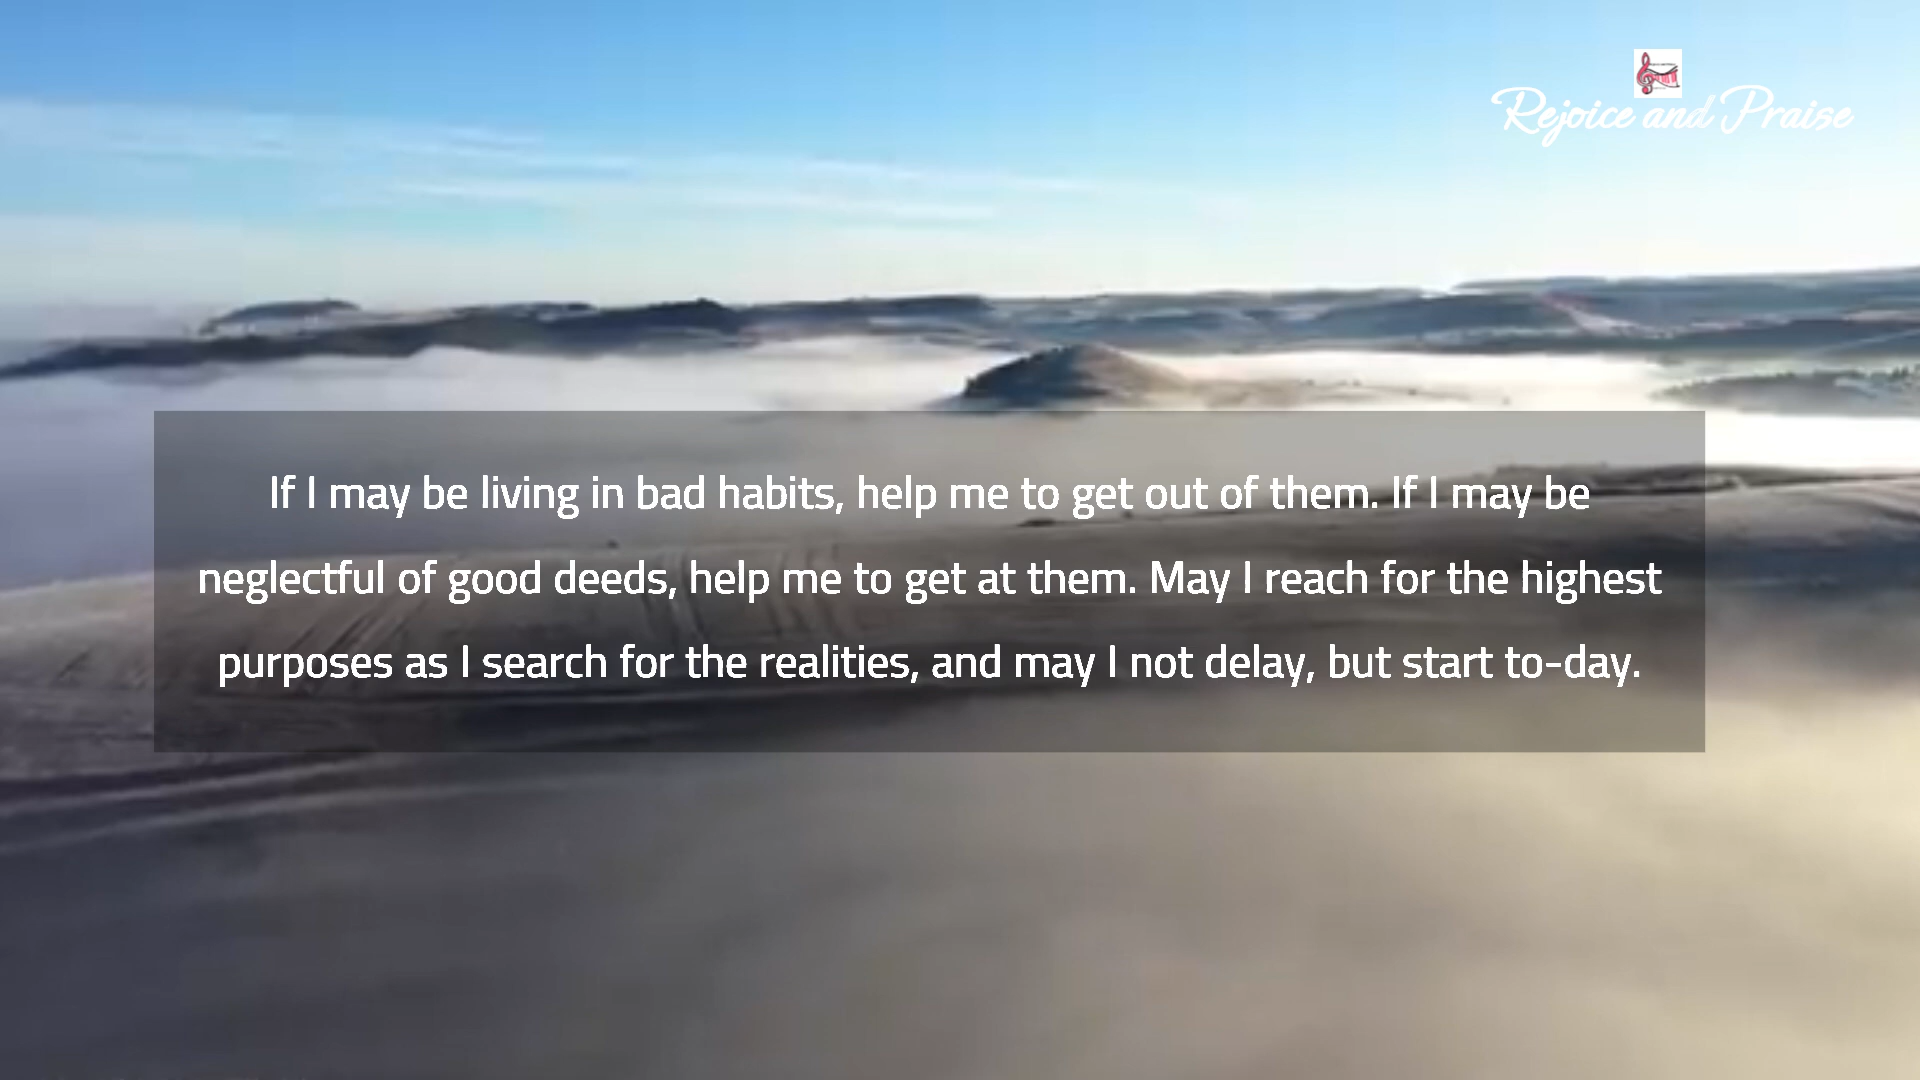 Rejoice and Praise
If I may be living in bad habits, help me to get out of them. If I may be
neglectful of good deeds, help me to get at them. May I reach for the highest
purposes as I search for the realities, and may I not delay, but start to-day.